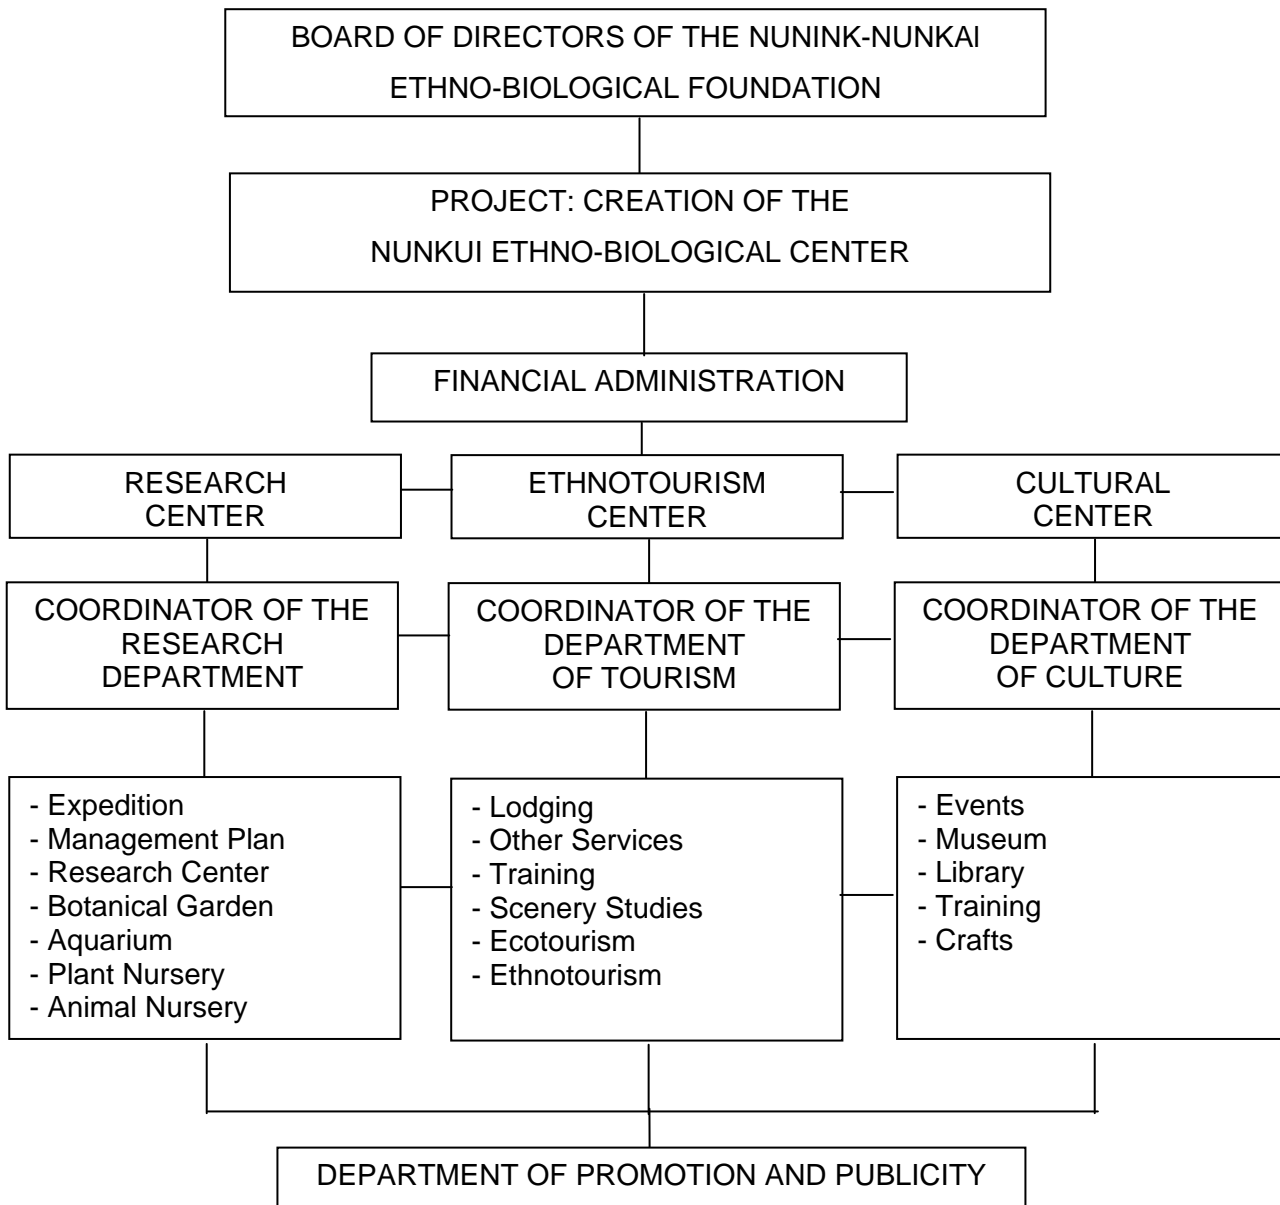 BOARD OF DIRECTORS OF THE NUNINK-NUNKAI
ETHNO-BIOLOGICAL FOUNDATION
PROJECT: CREATION OF THE
NUNKUI ETHNO-BIOLOGICAL CENTER
FINANCIAL ADMINISTRATION
RESEARCH
CENTER
ETHNOTOURISM
CENTER
CULTURAL
CENTER
COORDINATOR OF THE
RESEARCH
DEPARTMENT
COORDINATOR OF THE
DEPARTMENT
OF TOURISM
COORDINATOR OF THE
DEPARTMENT
OF CULTURE
- Expedition
- Management Plan
- Research Center
- Botanical Garden
- Aquarium
- Plant Nursery
- Animal Nursery
- Lodging
- Other Services
- Training
- Scenery Studies
- Ecotourism
- Ethnotourism
- Events
- Museum
- Library
- Training
- Crafts
DEPARTMENT OF PROMOTION AND PUBLICITY